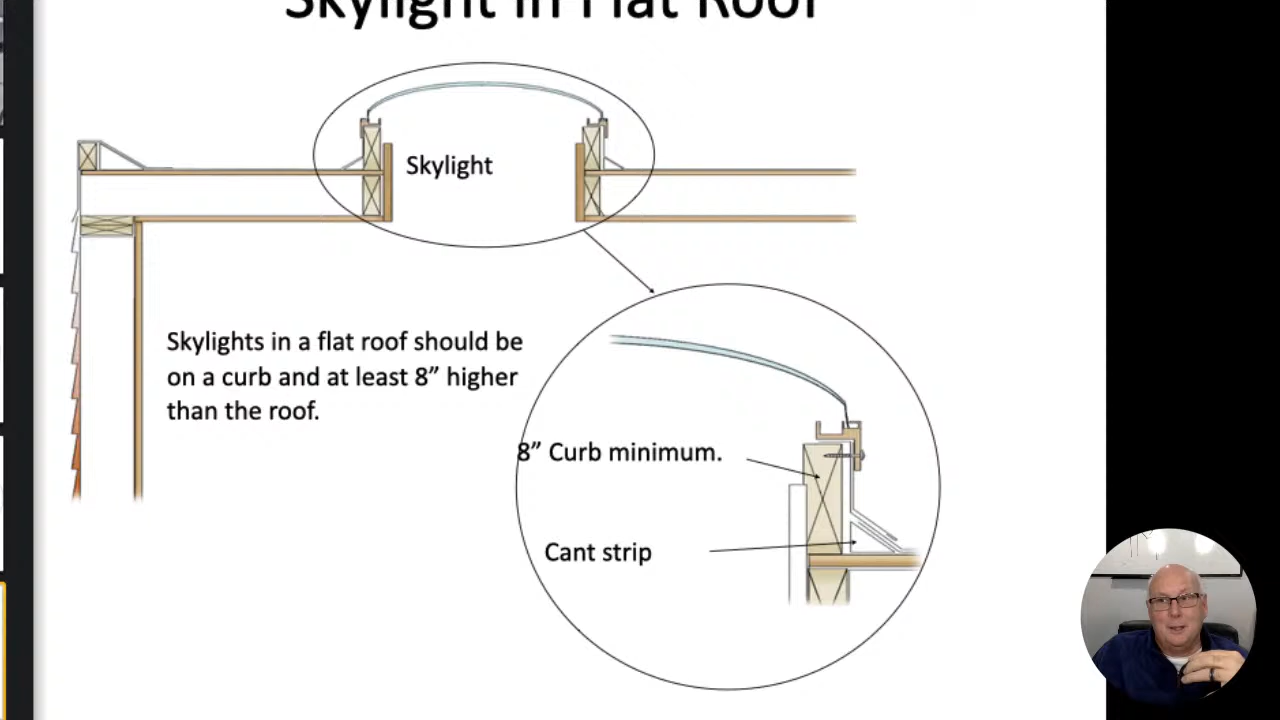 Skylight in Flat Roof
Skylight
Skylights in a flat roof should be
on a curb and at least 8” higher
than the roof.
8” Curb minimum.
Cant strip